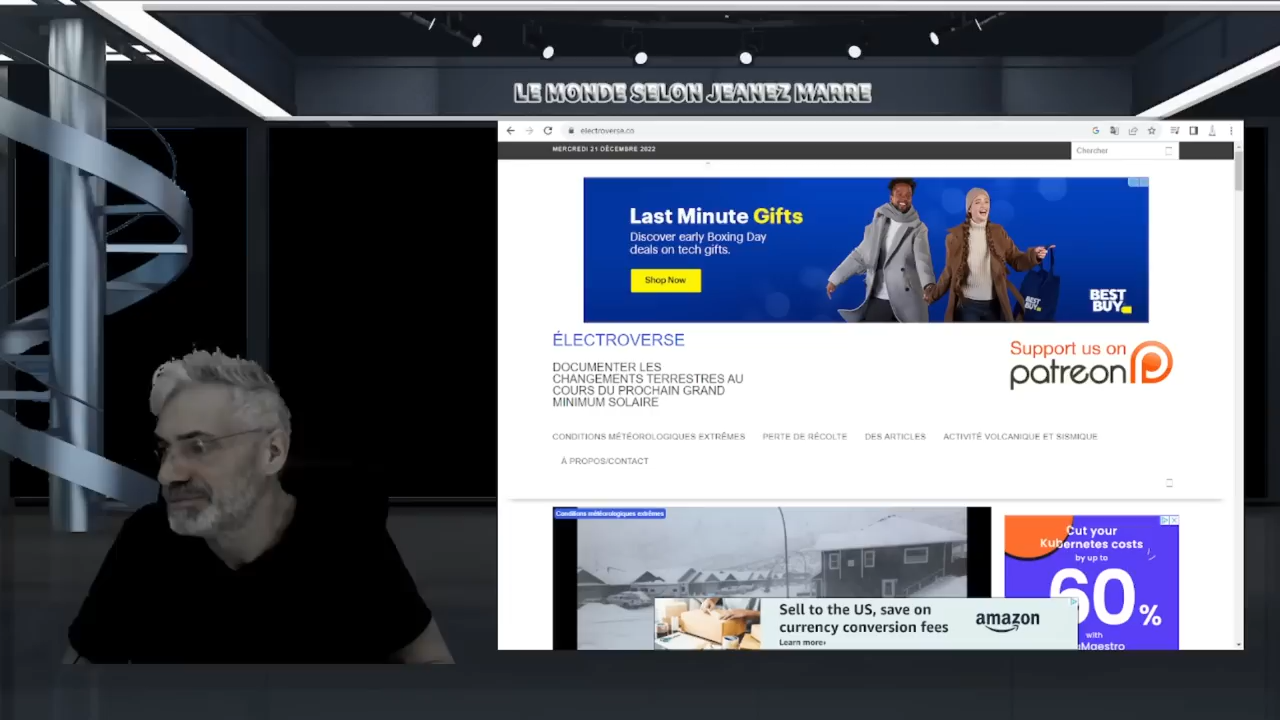 LE MONDE SELON JEANEZ MARRE
electroverse.co
MERCREDI 21 DÉCEMBRE 2022
Chercher
Last Minute Gifts
Discover early Boxing Day
deals on tech gifts.
Shop Now
BEST
BUY
BEST
BUY
ÉLECTROVERSE
DOCUMENTER LES
CHANGEMENTS TERRESTRES AU
COURS DU PROCHAIN GRAND
MINIMUM SOLAIRE
Support us on
patreon
CONDITIONS MÉTÉOROLOGIQUES EXTRÊMES PERTE DE RÉCOLTE DES ARTICLES ACTIVITÉ VOLCANIQUE ET SISMIQUE
À PROPOS/CONTACT
Conditions météorologiques extrêmes
Cut your
Kubernetes costs
by up to
60%
with
Maestro
Sell to the US, save on
currency conversion fees
Learn more
amazon